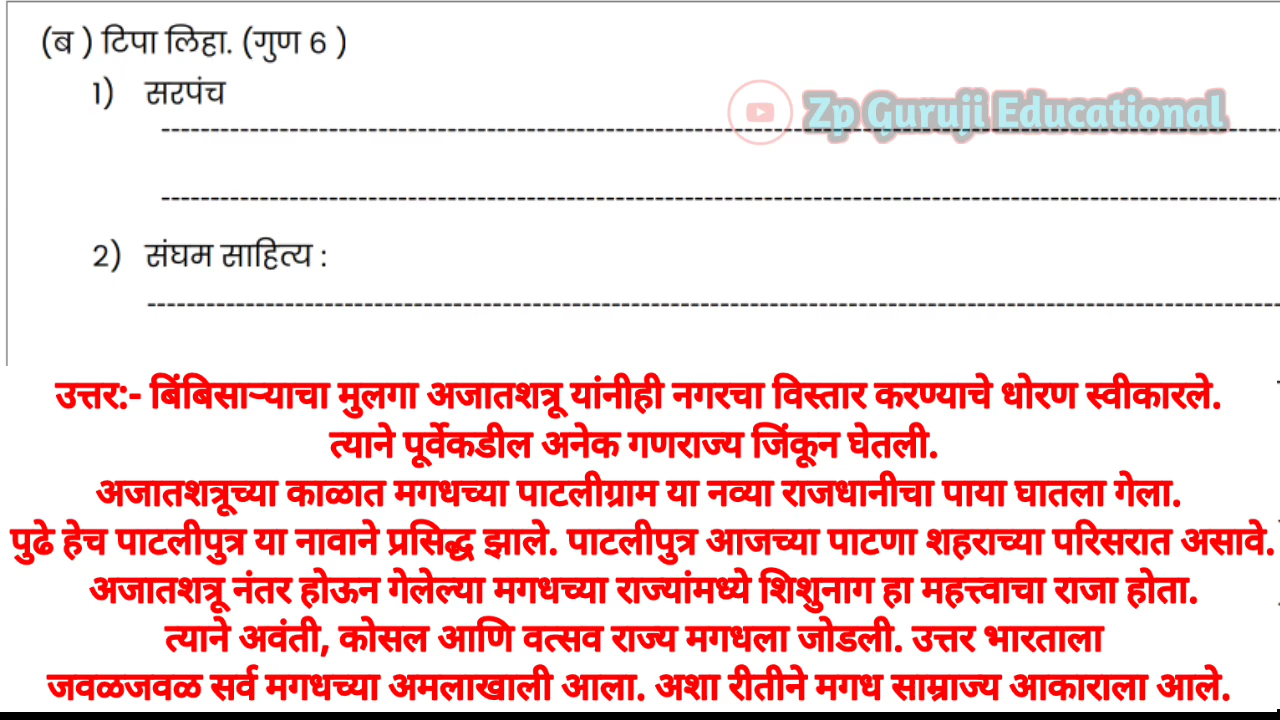 (ब ) टिपा लिहा. (गुण ६ )
१) सरपंच
Zp Guruji Educational
२) संघम साहित्य :
उत्तर:- बिंबिसाऱ्याचा मुलगा अजातशत्रू यांनीही नगरचा विस्तार करण्याचे धोरण स्वीकारले.
त्याने पूर्वेकडील अनेक गणराज्य जिंकून घेतली.
अजातशत्रूच्या काळात मगधच्या पाटलीग्राम या नव्या राजधानीचा पाया घातला गेला.
पुढे हेच पाटलीपुत्र या नावाने प्रसिद्ध झाले. पाटलीपुत्र आजच्या पाटणा शहराच्या परिसरात असावे.
अजातशत्रू नंतर होऊन गेलेल्या मगधच्या राज्यांमध्ये शिशुनाग हा महत्त्वाचा राजा होता.
त्याने अवंती, कोसल आणि वत्सव राज्य मगधला जोडली. उत्तर भारताला
जवळजवळ सर्व मगधच्या अमलाखाली आला. अशा रीतीने मगध साम्राज्य आकाराला आले.